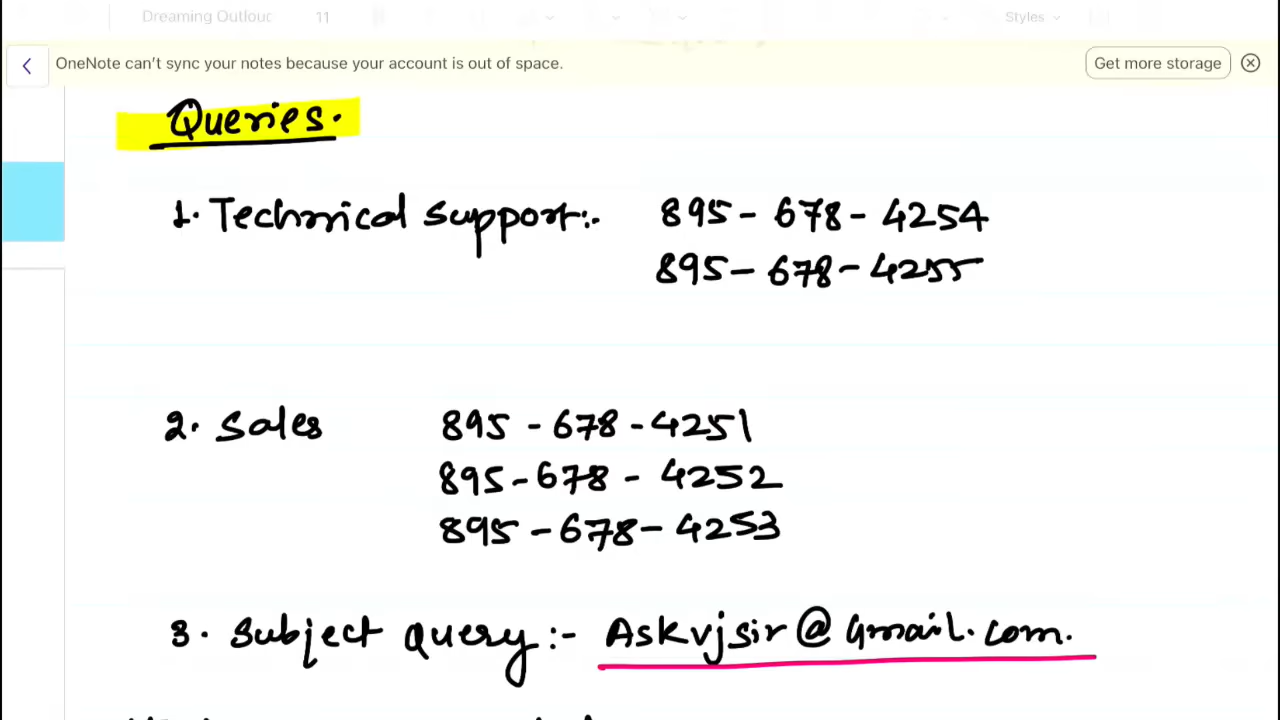 Dreaming Outlouc 11 Styles
OneNote can't sync your notes because your account is out of space. Get more storage
Queries.
1. Technical support:- 895-678-4254
895-678-4255
2. Sales 895-678-4251
895-678-4252
895-678-4253
3. Subject query:- Askvjsir@Gmail.com.